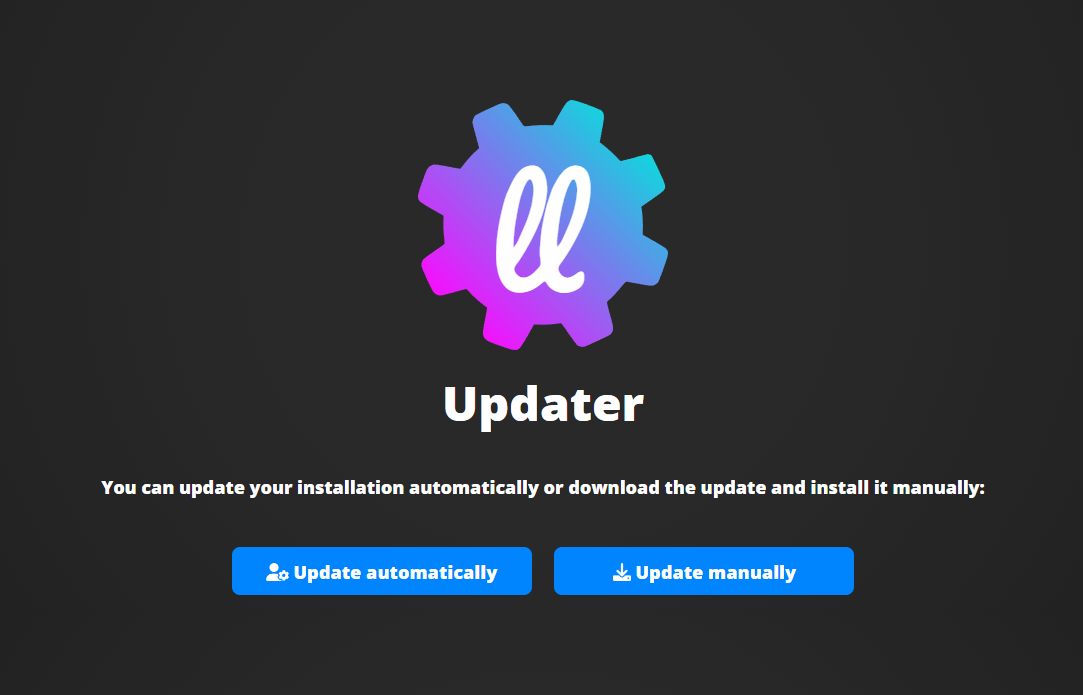 ll
Updater
You can update your installation automatically or download the update and install it manually:
Update automatically
Update manually